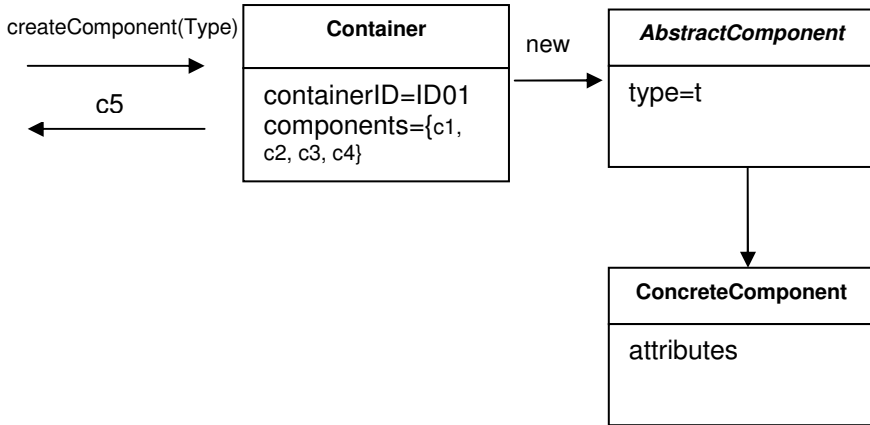 createComponent(Type)
c5
Container
containerID=ID01
components={c1,
c2, c3, c4}
new
AbstractComponent
type=t
ConcreteComponent
attributes